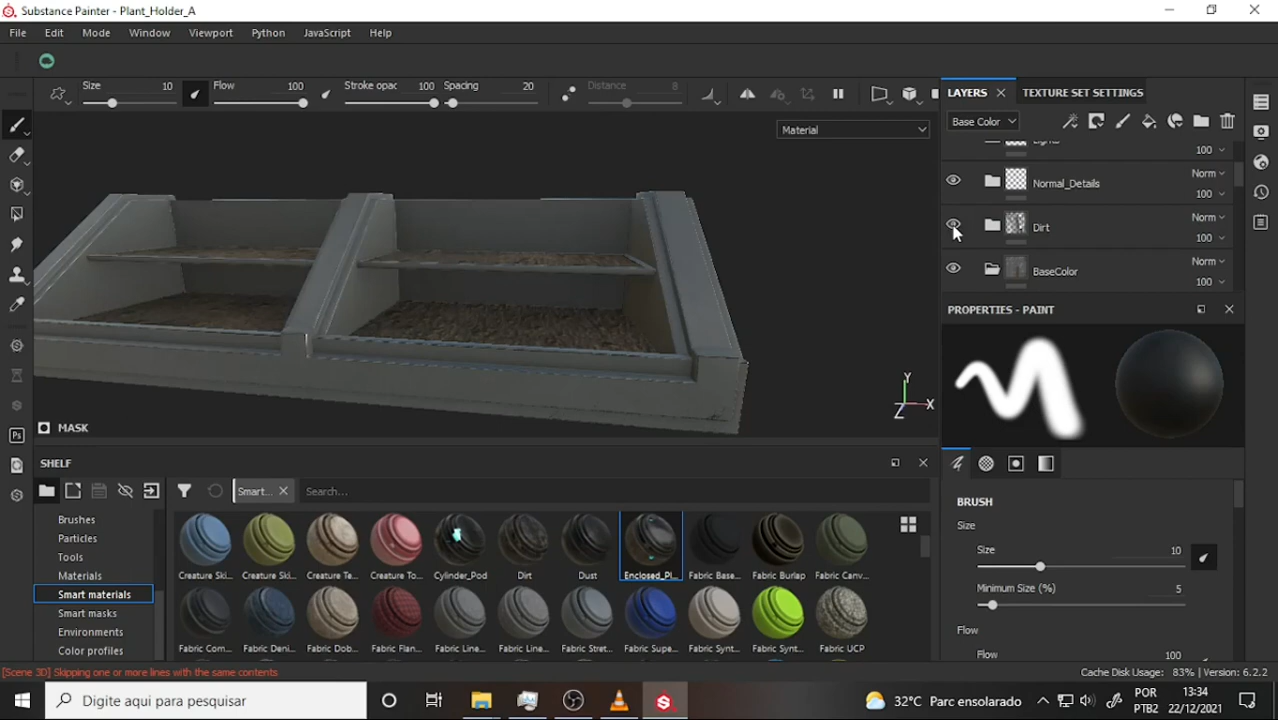 Substance Painter - Plant_Holder_A
File Edit Mode Window Viewport Python JavaScript Help
Size 10 Flow 100 Stroke opac 100 Spacing 20 Distance 8
LAYERS TEXTURE SET SETTINGS
Base Color
Material
100
Normal_Details Norm
100
Dirt Norm
100
BaseColor Norm
100
PROPERTIES - PAINT
Y
X
Z
MASK
SHELF
Smart... Search...
Brushes
Particles
Tools
Materials
Smart materials
Smart masks
Environments
Color profiles
Creature Ski... Creature Ski... Creature Te... Creature To... Cylinder_Pod Dirt Dust Enclosed_Pl... Fabric Base... Fabric Burlap Fabric Canv...
Fabric Com... Fabric Deni... Fabric Dob... Fabric Flan... Fabric Line... Fabric Line... Fabric Stret... Fabric Supe... Fabric Synt... Fabric Synt... Fabric UCP
BRUSH
Size
Size 10
Minimum Size (%) 5
Flow
Flow 100
[Scene 3D] Skipping one or more lines with the same contents
Cache Disk Usage: 83% | Version: 6.2.2
Ps
Digite aqui para pesquisar
32°C Parc ensolarado
POR
PTB2
13:34
22/12/2021